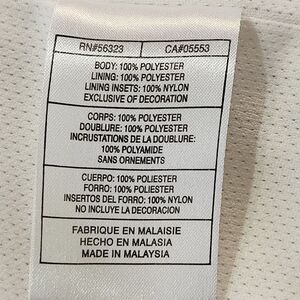 RN#56323 CA#05553
BODY: 100% POLYESTER
LINING: 100% POLYESTER
LINING INSETS: 100% NYLON
EXCLUSIVE OF DECORATION
CORPS: 100% POLYESTER
DOUBLURE: 100% POLYESTER
INCRUSTATIONS DE LA DOUBLURE:
100% POLYAMIDE
SANS ORNEMENTS
CUERPO: 100% POLIESTER
FORRO: 100% POLIESTER
INSERTOS DEL FORRO: 100% NYLON
NO INCLUYE LA DECORACION
FABRIQUE EN MALAISIE
HECHO EN MALASIA
MADE IN MALAYSIA